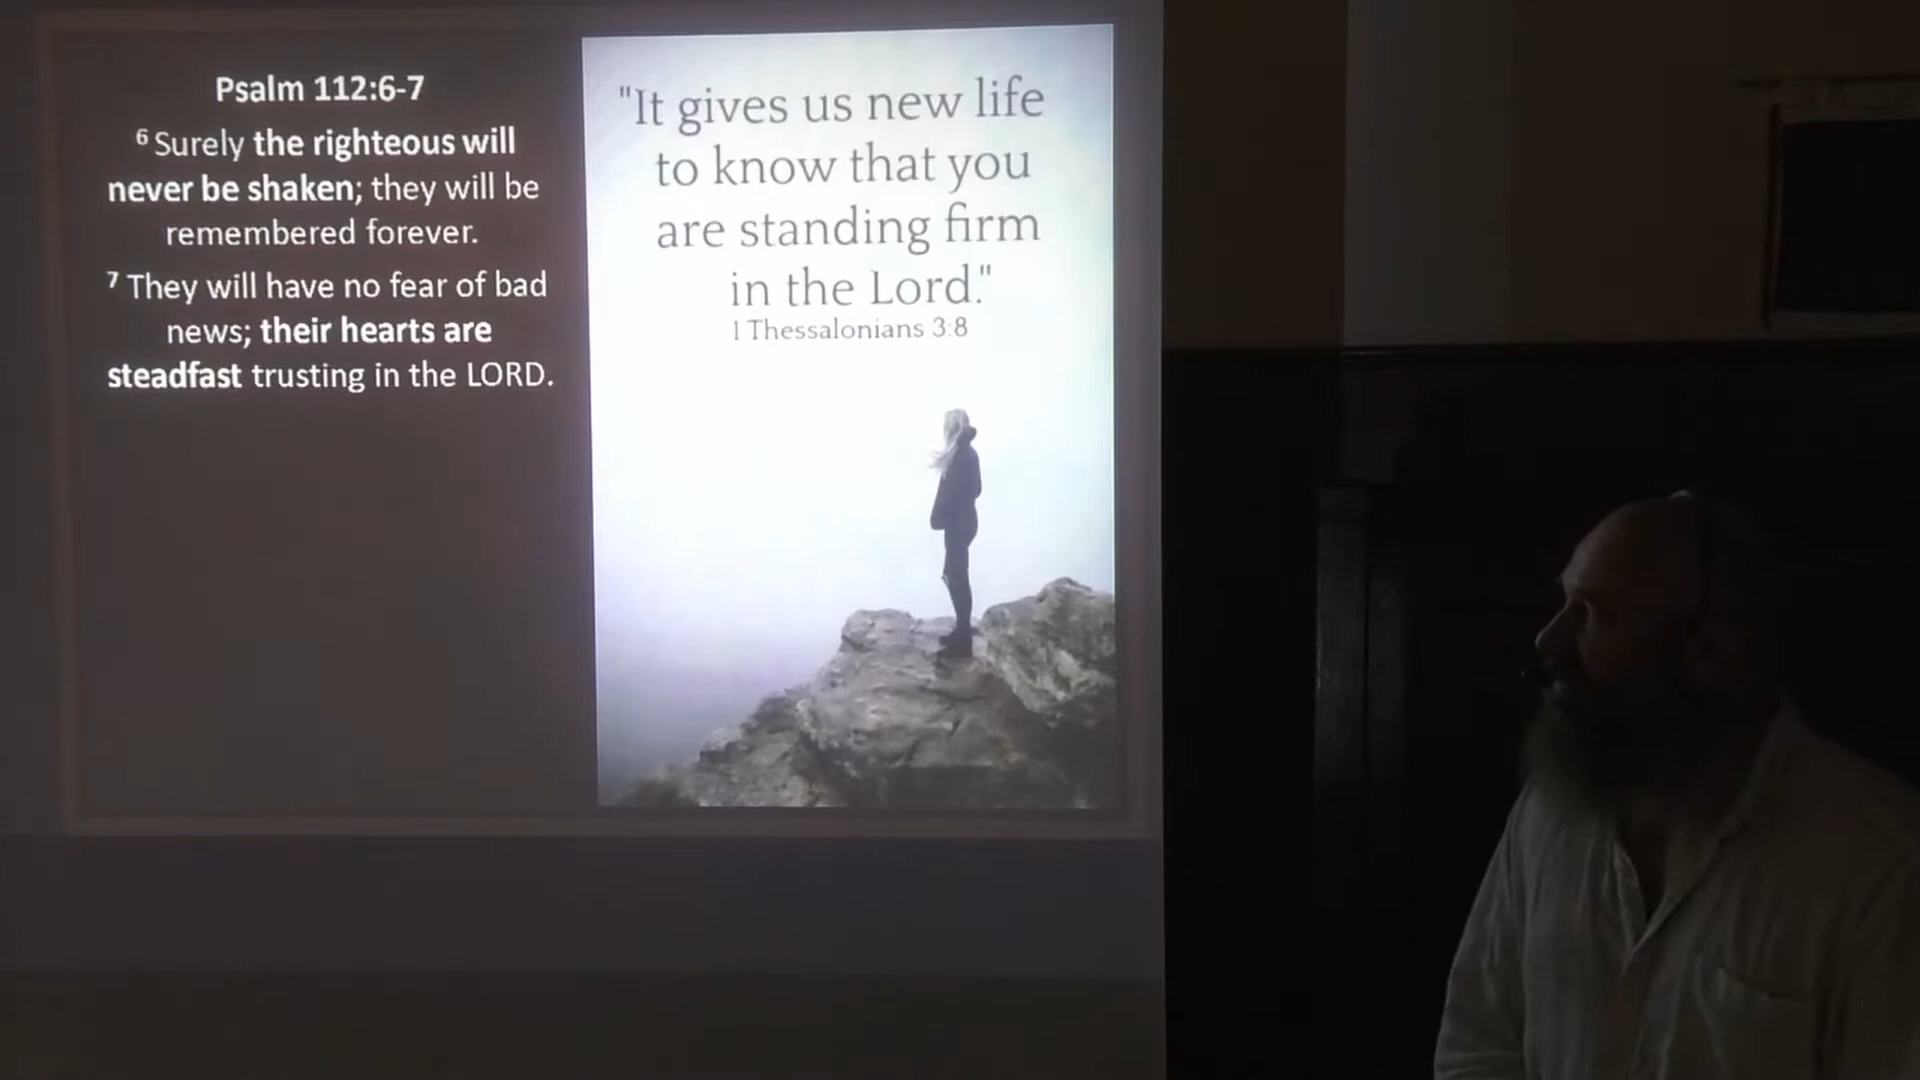 Psalm 112:6-7
⁶ Surely the righteous will
never be shaken; they will be
remembered forever.
⁷ They will have no fear of bad
news; their hearts are
steadfast trusting in the LORD.
"It gives us new life
to know that you
are standing firm
in the Lord."
1 Thessalonians 3:8